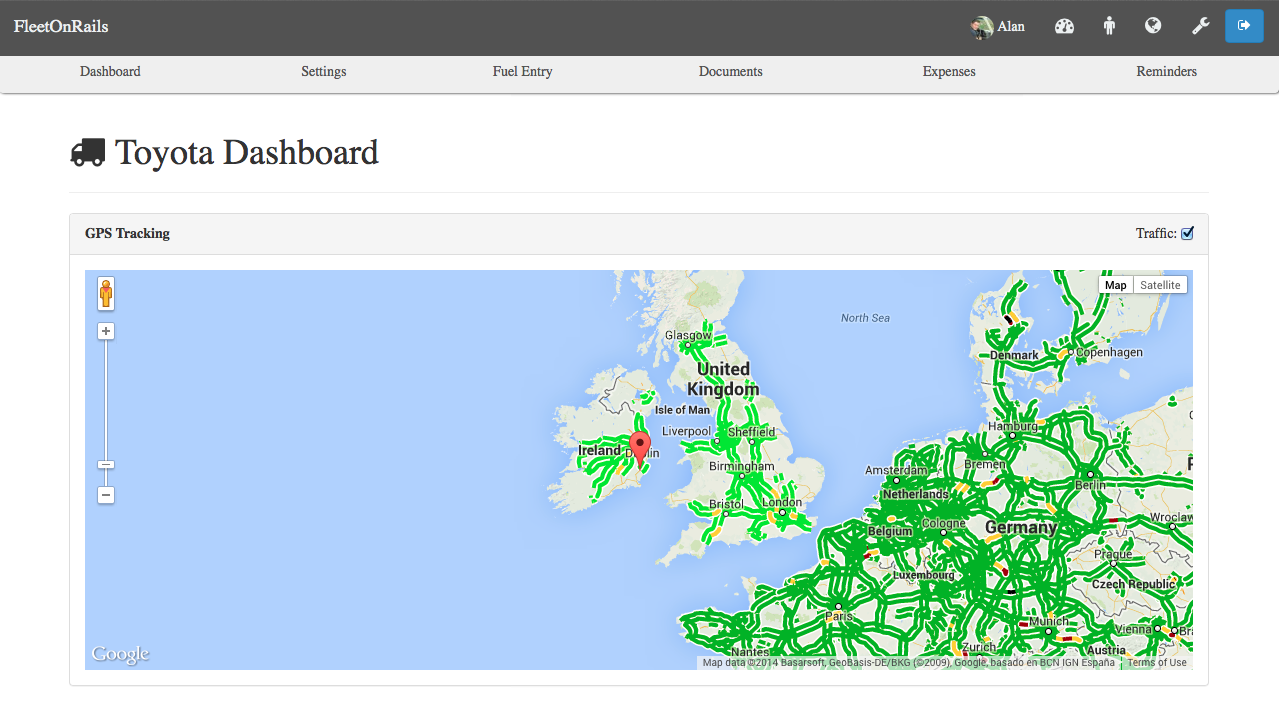 FleetOnRails
Alan
Dashboard Settings Fuel Entry Documents Expenses Reminders
Toyota Dashboard
GPS Tracking Traffic:
Map Satellite
North Sea
Glasgow
Denmark
Copenhagen
United
Kingdom
Isle of Man
Hamburg
Liverpool
Sheffield
Ireland
Bremen
Birmingham
Amsterdam
Berlin
Netherlands
Bristol
London
Cologne
Germany
Belgium
Prague
Luxembourg
Czech Republic
Paris
Munich
Vienna
Zurich
Austria
Nantes
Google
Map data ©2014 Basarsoft, GeoBasis-DE/BKG (©2009), Google, basado en BCN IGN España Terms of Use